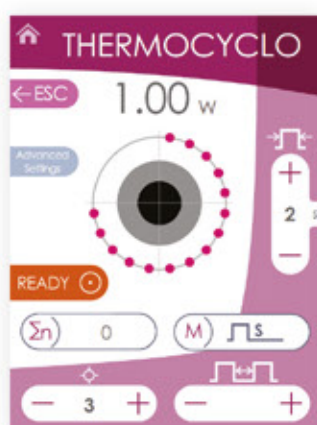 THERMOCYCLO
←ESC
1.00 w
Advanced
Settings
+
2
−
READY
Σn 0
M S
− 3 +
− +